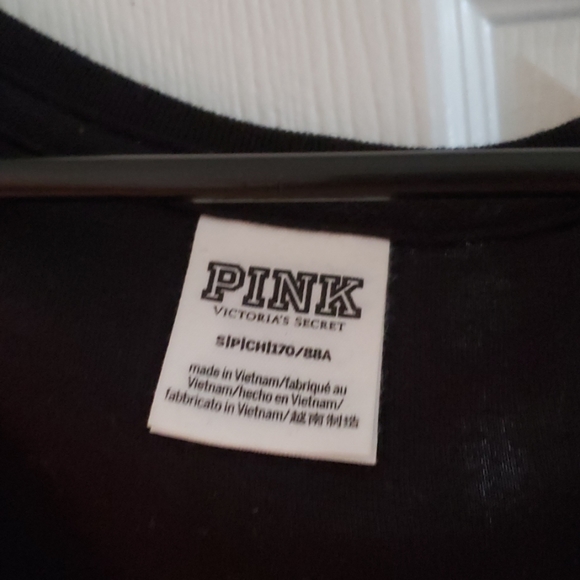 PINK
VICTORIA'S SECRET
S|P|CH|170/88A
made in Vietnam/fabriqué au
Vietnam/hecho en Vietnam/
fabbricato in Vietnam/越南制造